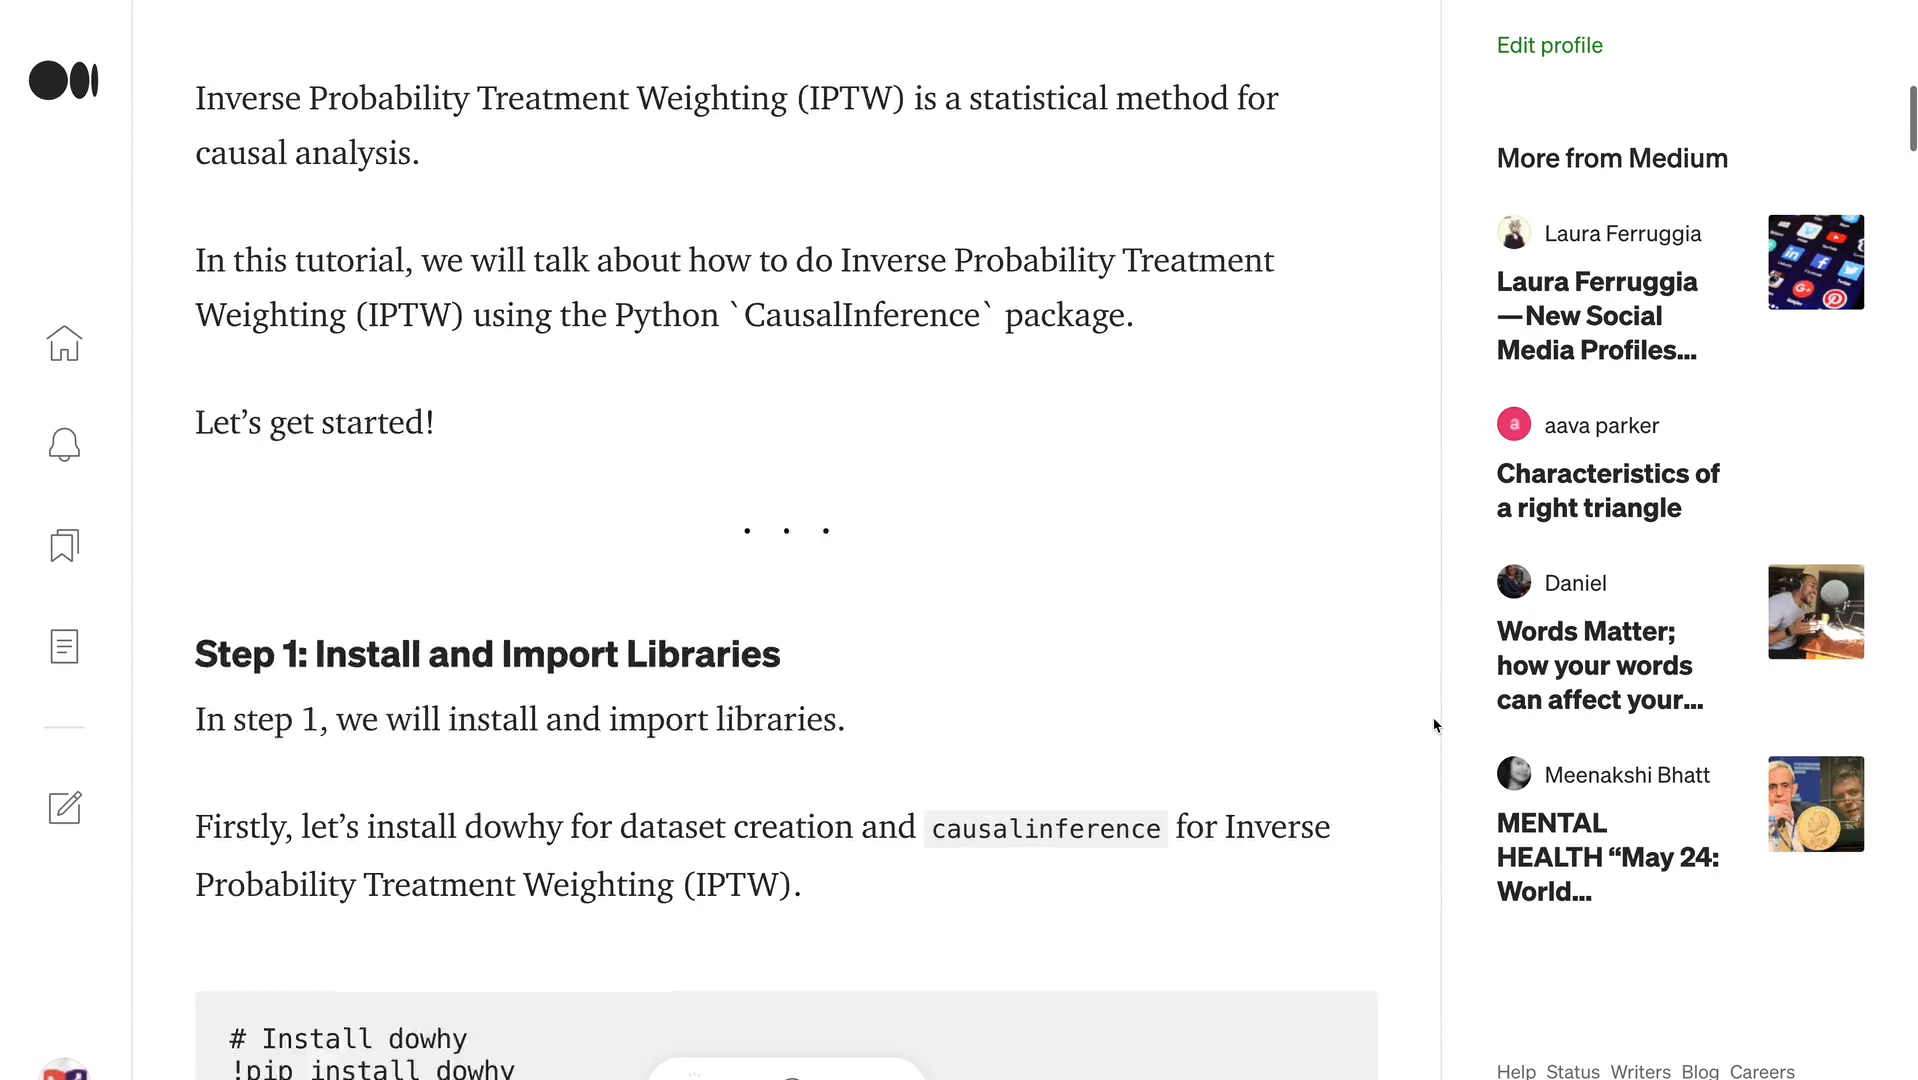 Inverse Probability Treatment Weighting (IPTW) is a statistical method for
causal analysis.
In this tutorial, we will talk about how to do Inverse Probability Treatment
Weighting (IPTW) using the Python `CausalInference` package.
Let’s get started!
. . .
Step 1: Install and Import Libraries
In step 1, we will install and import libraries.
Firstly, let’s install dowhy for dataset creation and causalinference for Inverse
Probability Treatment Weighting (IPTW).
# Install dowhy
!pip install dowhy
Edit profile
More from Medium
Laura Ferruggia
Laura Ferruggia
—New Social
Media Profiles...
a
aava parker
Characteristics of
a right triangle
Daniel
Words Matter;
how your words
can affect your...
Meenakshi Bhatt
MENTAL
HEALTH “May 24:
World...
Help Status Writers Blog Careers